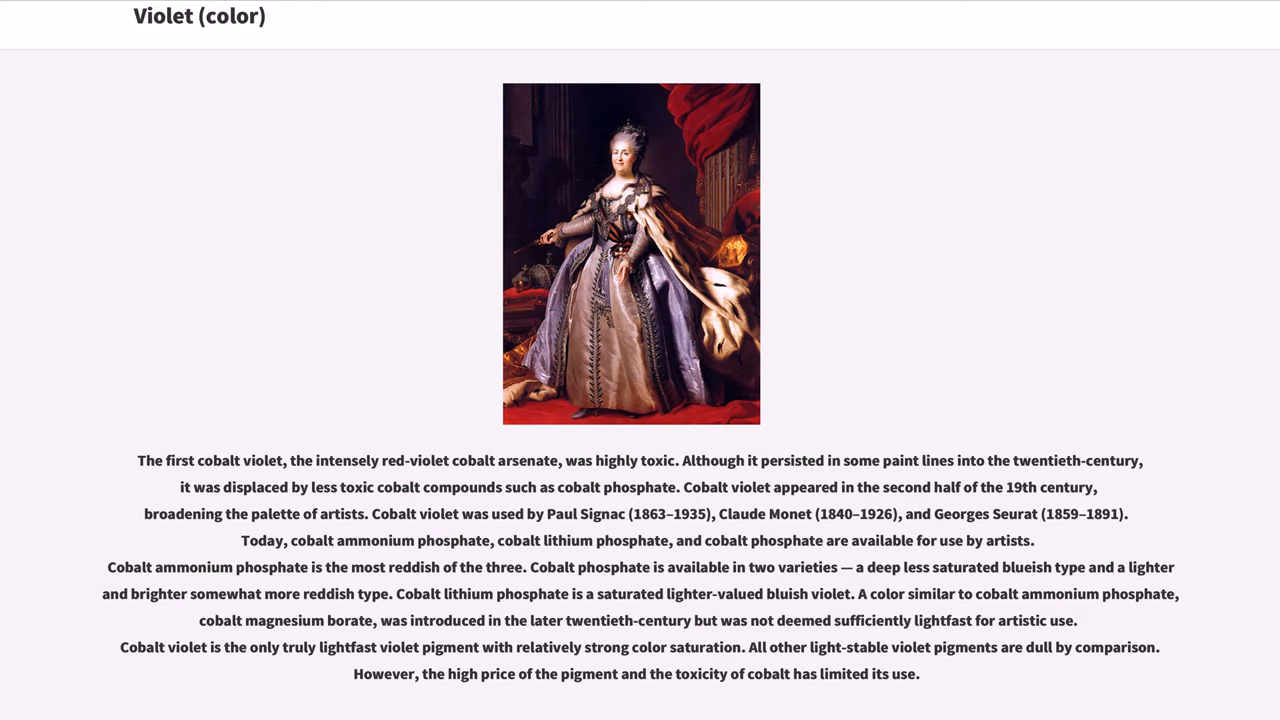 Violet (color)
The first cobalt violet, the intensely red-violet cobalt arsenate, was highly toxic. Although it persisted in some paint lines into the twentieth-century,
it was displaced by less toxic cobalt compounds such as cobalt phosphate. Cobalt violet appeared in the second half of the 19th century,
broadening the palette of artists. Cobalt violet was used by Paul Signac (1863–1935), Claude Monet (1840–1926), and Georges Seurat (1859–1891).
Today, cobalt ammonium phosphate, cobalt lithium phosphate, and cobalt phosphate are available for use by artists.
Cobalt ammonium phosphate is the most reddish of the three. Cobalt phosphate is available in two varieties — a deep less saturated blueish type and a lighter
and brighter somewhat more reddish type. Cobalt lithium phosphate is a saturated lighter-valued bluish violet. A color similar to cobalt ammonium phosphate,
cobalt magnesium borate, was introduced in the later twentieth-century but was not deemed sufficiently lightfast for artistic use.
Cobalt violet is the only truly lightfast violet pigment with relatively strong color saturation. All other light-stable violet pigments are dull by comparison.
However, the high price of the pigment and the toxicity of cobalt has limited its use.